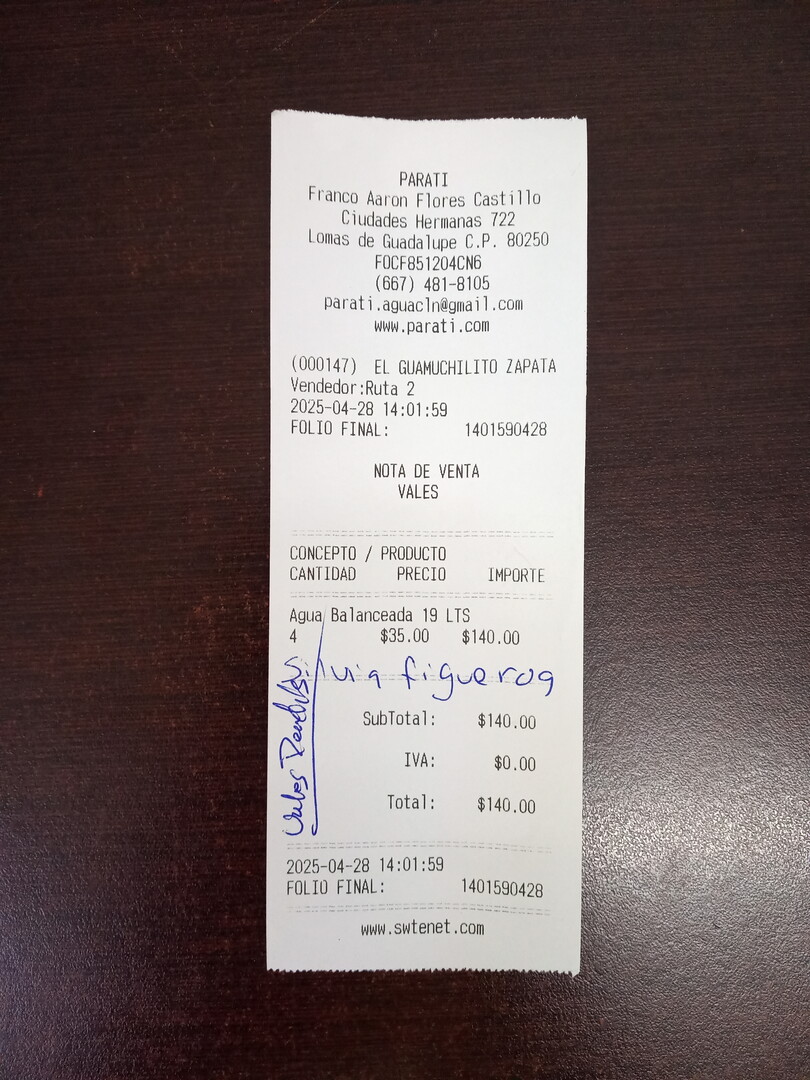 PARATI
Franco Aaron Flores Castillo
Ciudades Hermanas 722
Lomas de Guadalupe C.P. 80250
FOCF851204CN6
(667) 481-8105
parati.aguacln@gmail.com
www.parati.com
(000147) EL GUAMUCHILITO ZAPATA
Vendedor:Ruta 2
2025-04-28 14:01:59
FOLIO FINAL: 1401590428
NOTA DE VENTA
VALES
CONCEPTO / PRODUCTO
CANTIDAD PRECIO IMPORTE
Agua Balanceada 19 LTS
4 $35.00 $140.00
Silvia figueroa
SubTotal: $140.00
IVA: $0.00
Total: $140.00
2025-04-28 14:01:59
FOLIO FINAL: 1401590428
www.swtenet.com